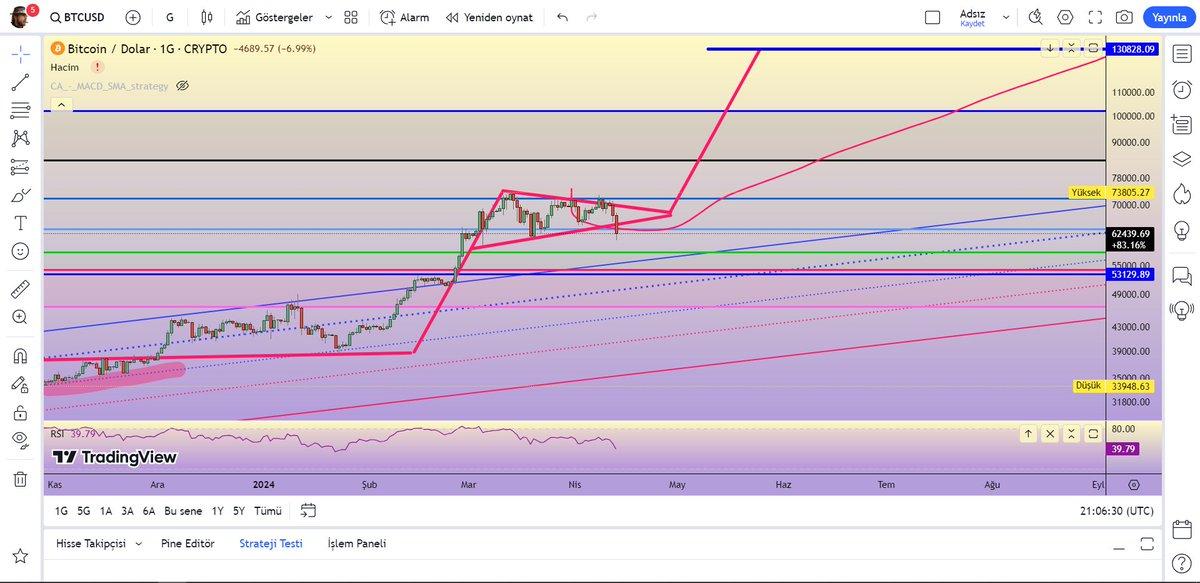 5
BTCUSD
G
Göstergeler
Alarm
Yeniden oynat
Adsız
Kaydet
Yayınla
Bitcoin / Dolar · 1G · CRYPTO −4689.57 (−6.99%)
Hacim !
CA_-_MACD_SMA_strategy
130828.09
110000.00
100000.00
90000.00
78000.00
Yüksek 73805.27
70000.00
62439.69
+83.16%
55000.00
53129.89
49000.00
43000.00
39000.00
35000.00
Düşük 33948.63
31800.00
RSI 39.79
80.00
39.79
TradingView
Kas Ara 2024 Şub Mar Nis May Haz Tem Ağu Eyl
1G 5G 1A 3A 6A Bu sene 1Y 5Y Tümü
21:06:30 (UTC)
Hisse Takipçisi Pine Editör Strateji Testi İşlem Paneli